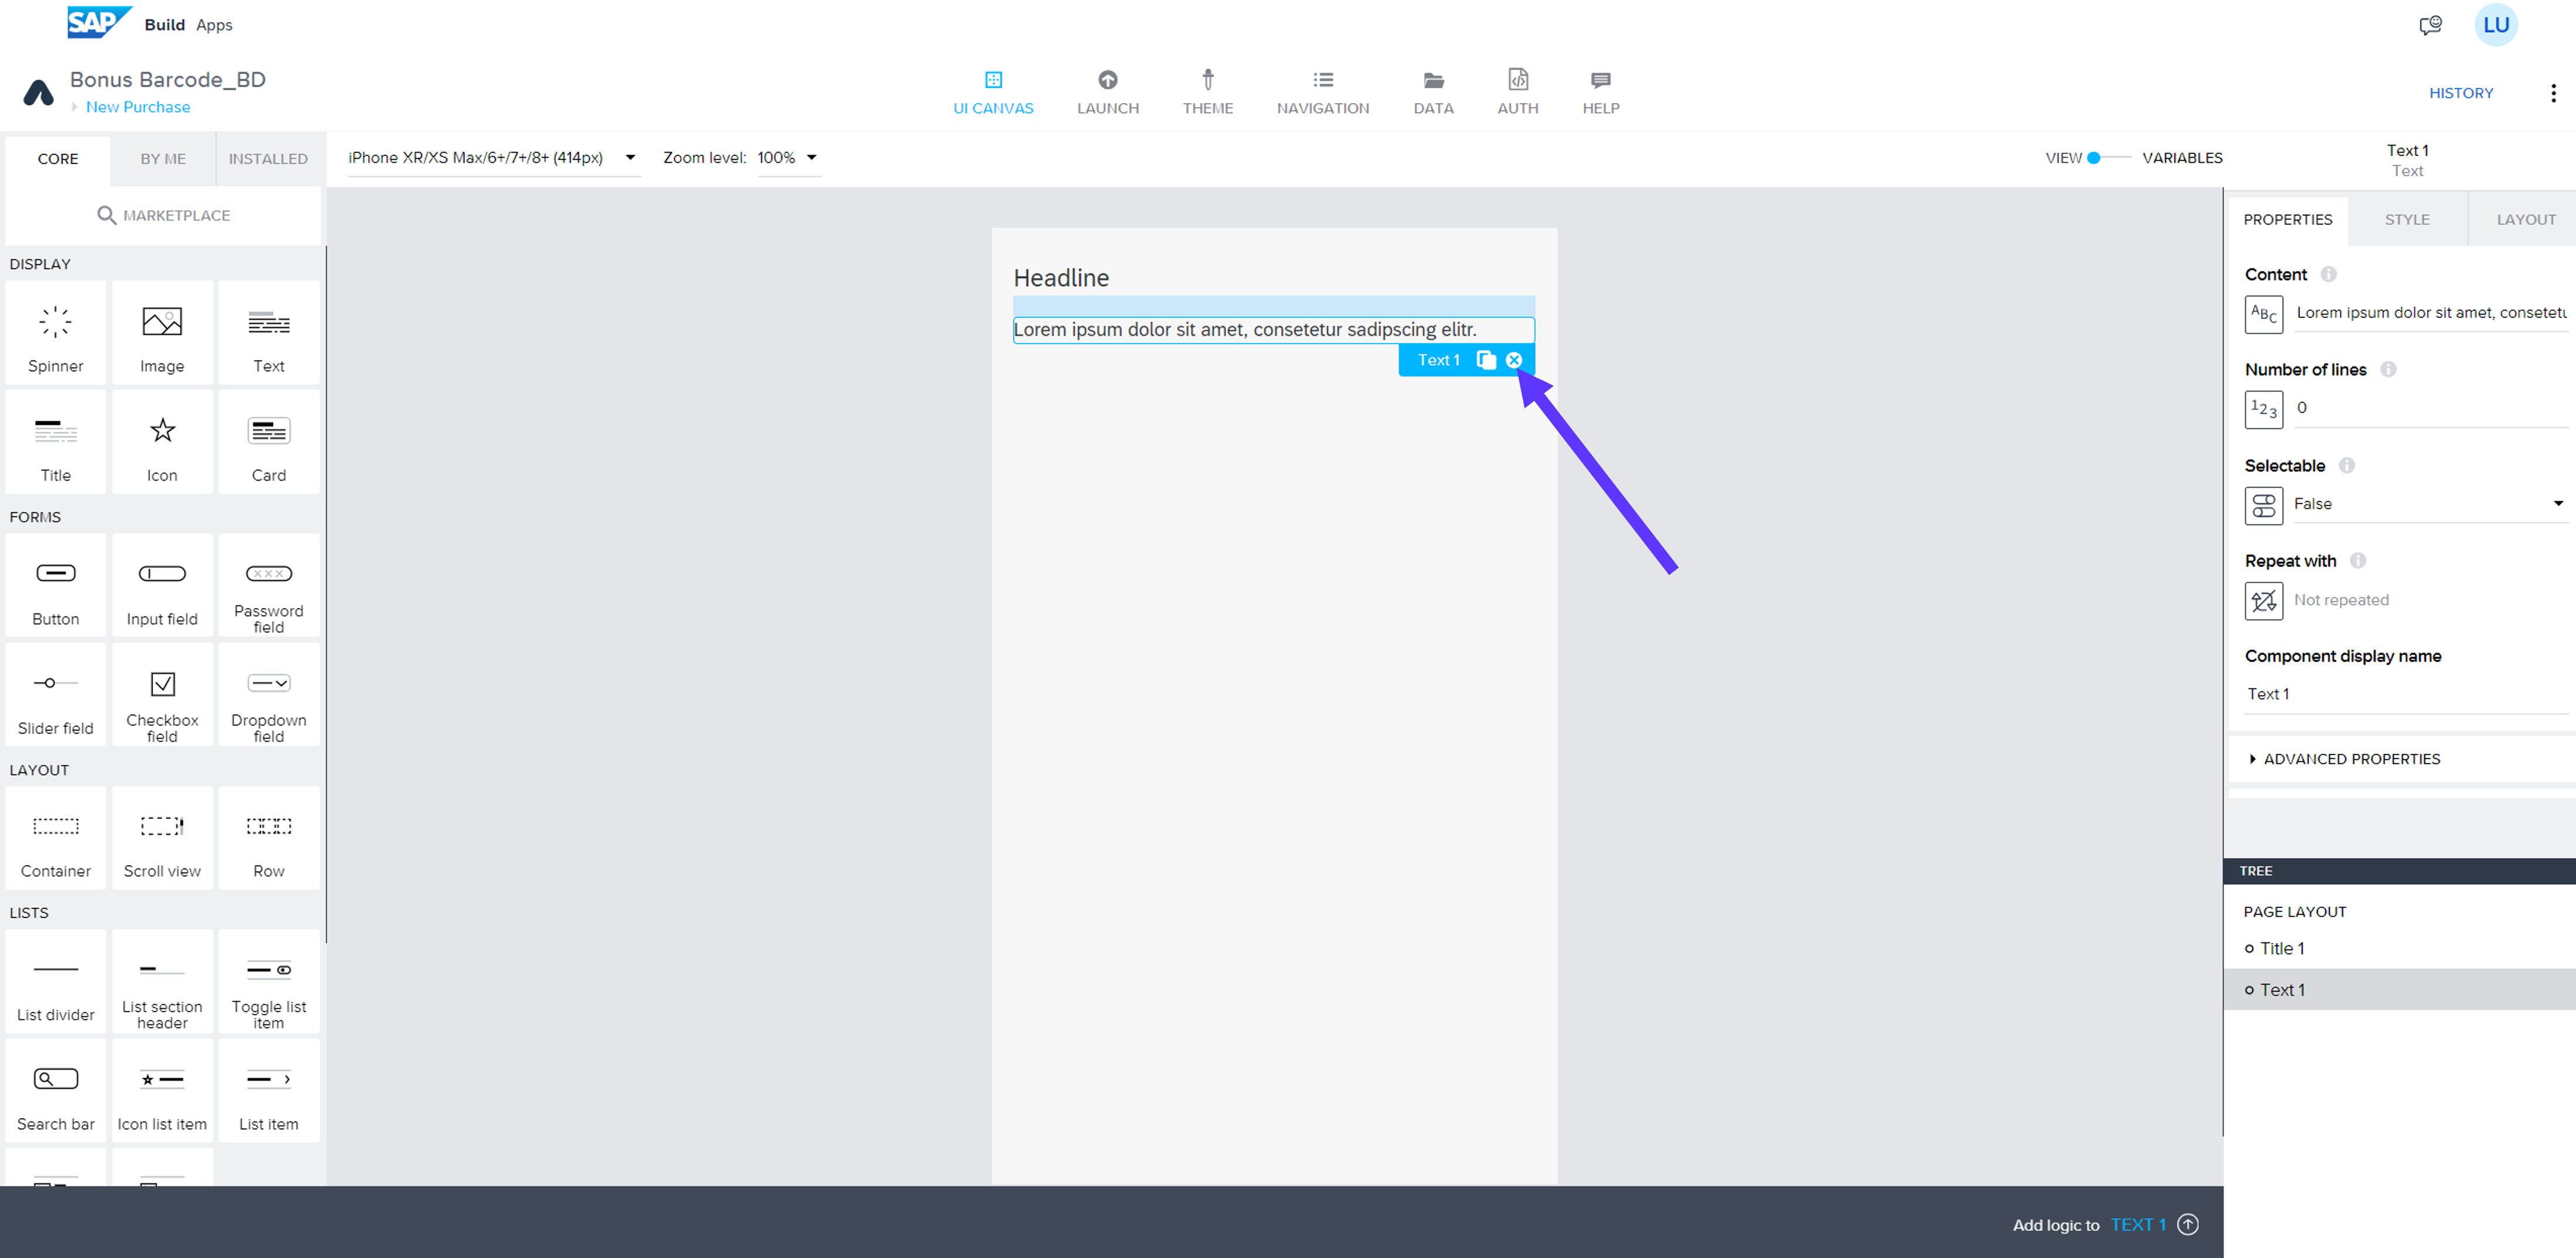 SAP Build Apps
LU
Bonus Barcode_BD
New Purchase
UI CANVAS
LAUNCH
THEME
NAVIGATION
DATA
AUTH
HELP
HISTORY
CORE
BY ME
INSTALLED
iPhone XR/XS Max/6+/7+/8+ (414px)
Zoom level: 100%
VIEW
VARIABLES
Text 1
Text
MARKETPLACE
PROPERTIES
STYLE
LAYOUT
DISPLAY
Spinner
Image
Text
Title
Icon
Card
FORMS
Button
Input field
Password
field
Slider field
Checkbox
field
Dropdown
field
LAYOUT
Container
Scroll view
Row
LISTS
List divider
List section
header
Toggle list
item
Search bar
Icon list item
List item
Headline
Lorem ipsum dolor sit amet, consetetur sadipscing elitr.
Text 1
Content
ABC
Lorem ipsum dolor sit amet, consetetu
Number of lines
123
0
Selectable
False
Repeat with
Not repeated
Component display name
Text 1
ADVANCED PROPERTIES
TREE
PAGE LAYOUT
Title 1
Text 1
Add logic to TEXT 1